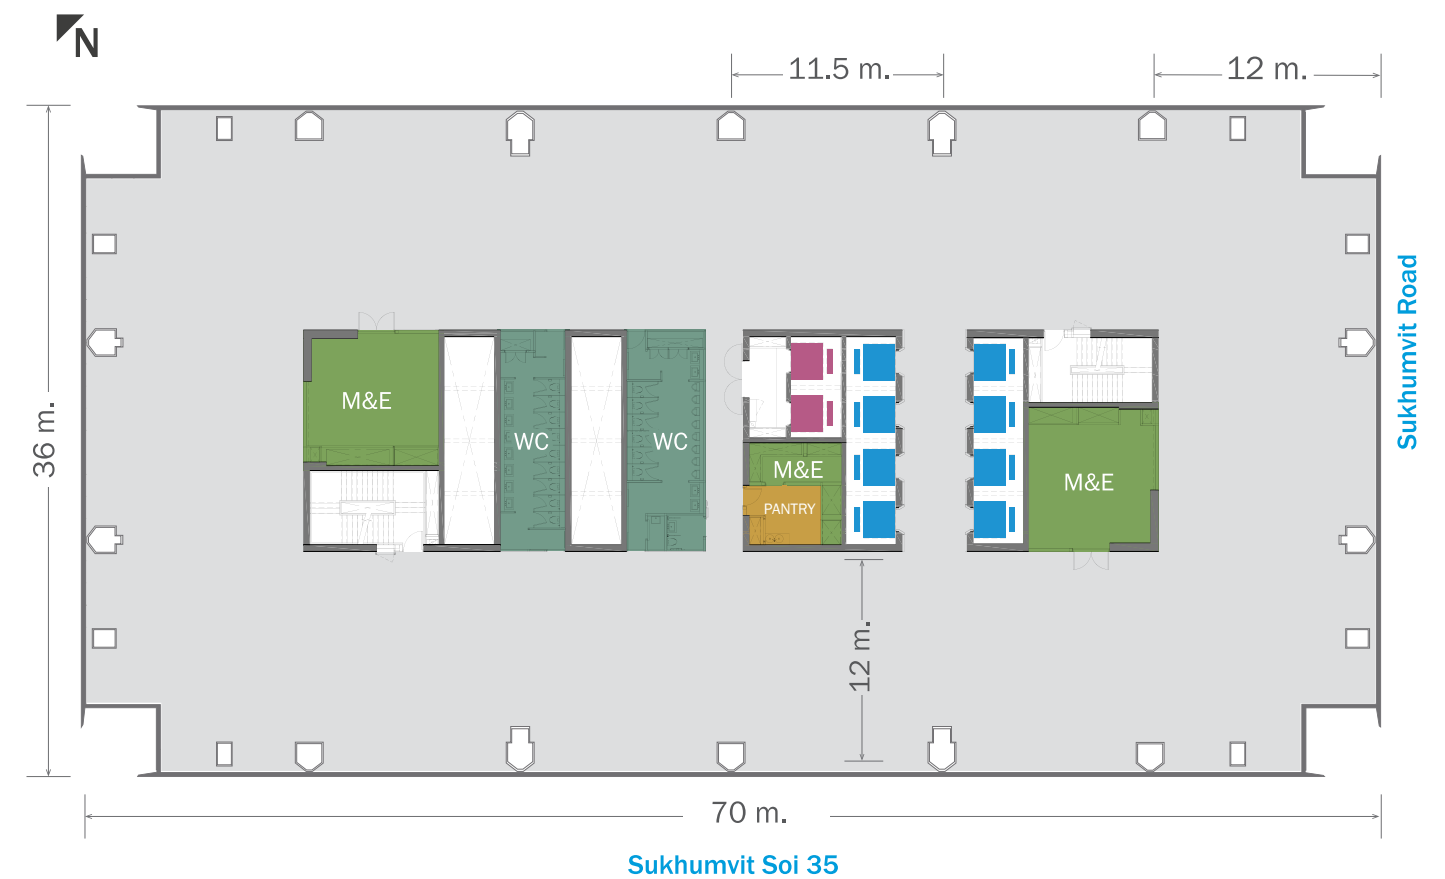 N
11.5 m.
12 m.
36 m.
Sukhumvit Road
M&E
WC
WC
M&E
PANTRY
M&E
12 m.
70 m.
Sukhumvit Soi 35